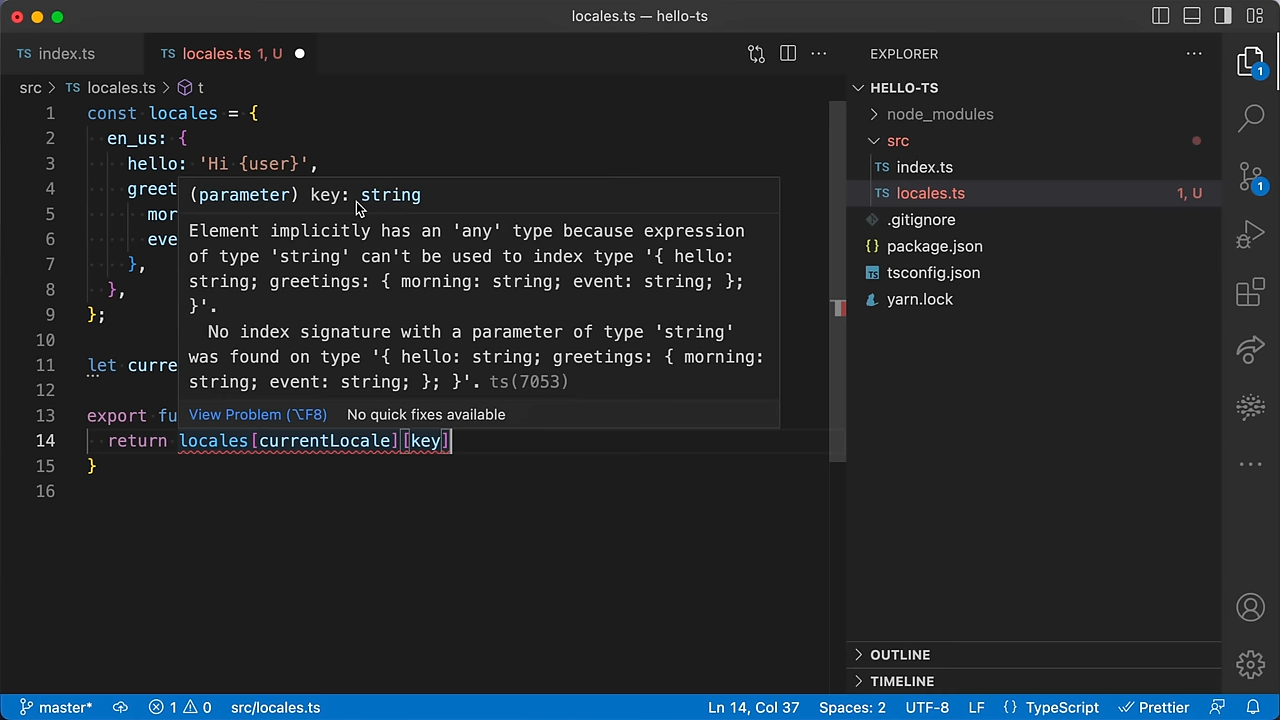 locales.ts — hello-ts
TS index.ts
TS locales.ts 1, U
EXPLORER
src > TS locales.ts > t
HELLO-TS
node_modules
src
TS index.ts
TS locales.ts 1, U
.gitignore
{} package.json
TS tsconfig.json
yarn.lock
1 const locales = {
2 en_us: {
3 hello: 'Hi {user}',
4 greet
5 mor
6 eve
7 },
8 },
9 };
10
11 let curre
12
13 export fu
14 return locales[currentLocale][key]
15 }
16
(parameter) key: string
Element implicitly has an 'any' type because expression
of type 'string' can't be used to index type '{ hello:
string; greetings: { morning: string; event: string; };
}'.
No index signature with a parameter of type 'string'
was found on type '{ hello: string; greetings: { morning:
string; event: string; }; }'. ts(7053)
View Problem (⌥F8) No quick fixes available
1
1
OUTLINE
TIMELINE
master* 1 0 src/locales.ts Ln 14, Col 37 Spaces: 2 UTF-8 LF {} TypeScript Prettier